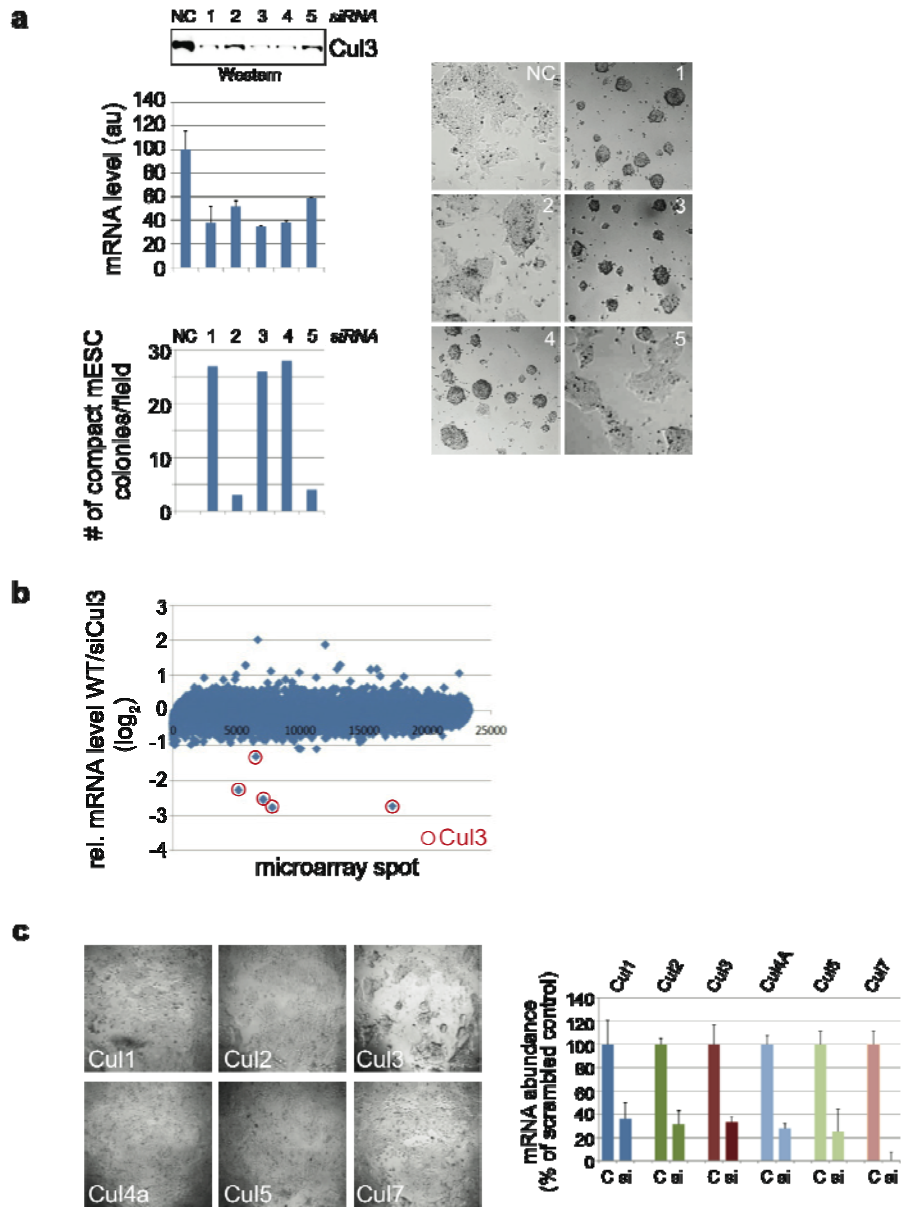 a
NC 1 2 3 4 5 siRNA
Cul3
Western
mRNA level (au)
140
120
100
80
60
40
20
0
NC 1 2 3 4 5 siRNA
# of compact mESC
colonies/field
30
20
10
0
NC
1
2
3
4
5
b
rel. mRNA level WT/siCul3
(log2)
3
2
1
0
-1
-2
-3
-4
0 5000 10000 15000 20000 25000
Cul3
microarray spot
c
Cul1
Cul2
Cul3
Cul4a
Cul5
Cul7
Cul1 Cul2 Cul3 Cul4A Cul5 Cul7
mRNA abundance
(% of scrambled control)
140
120
100
80
60
40
20
0
C si. C si. C si. C si. C si. C si.